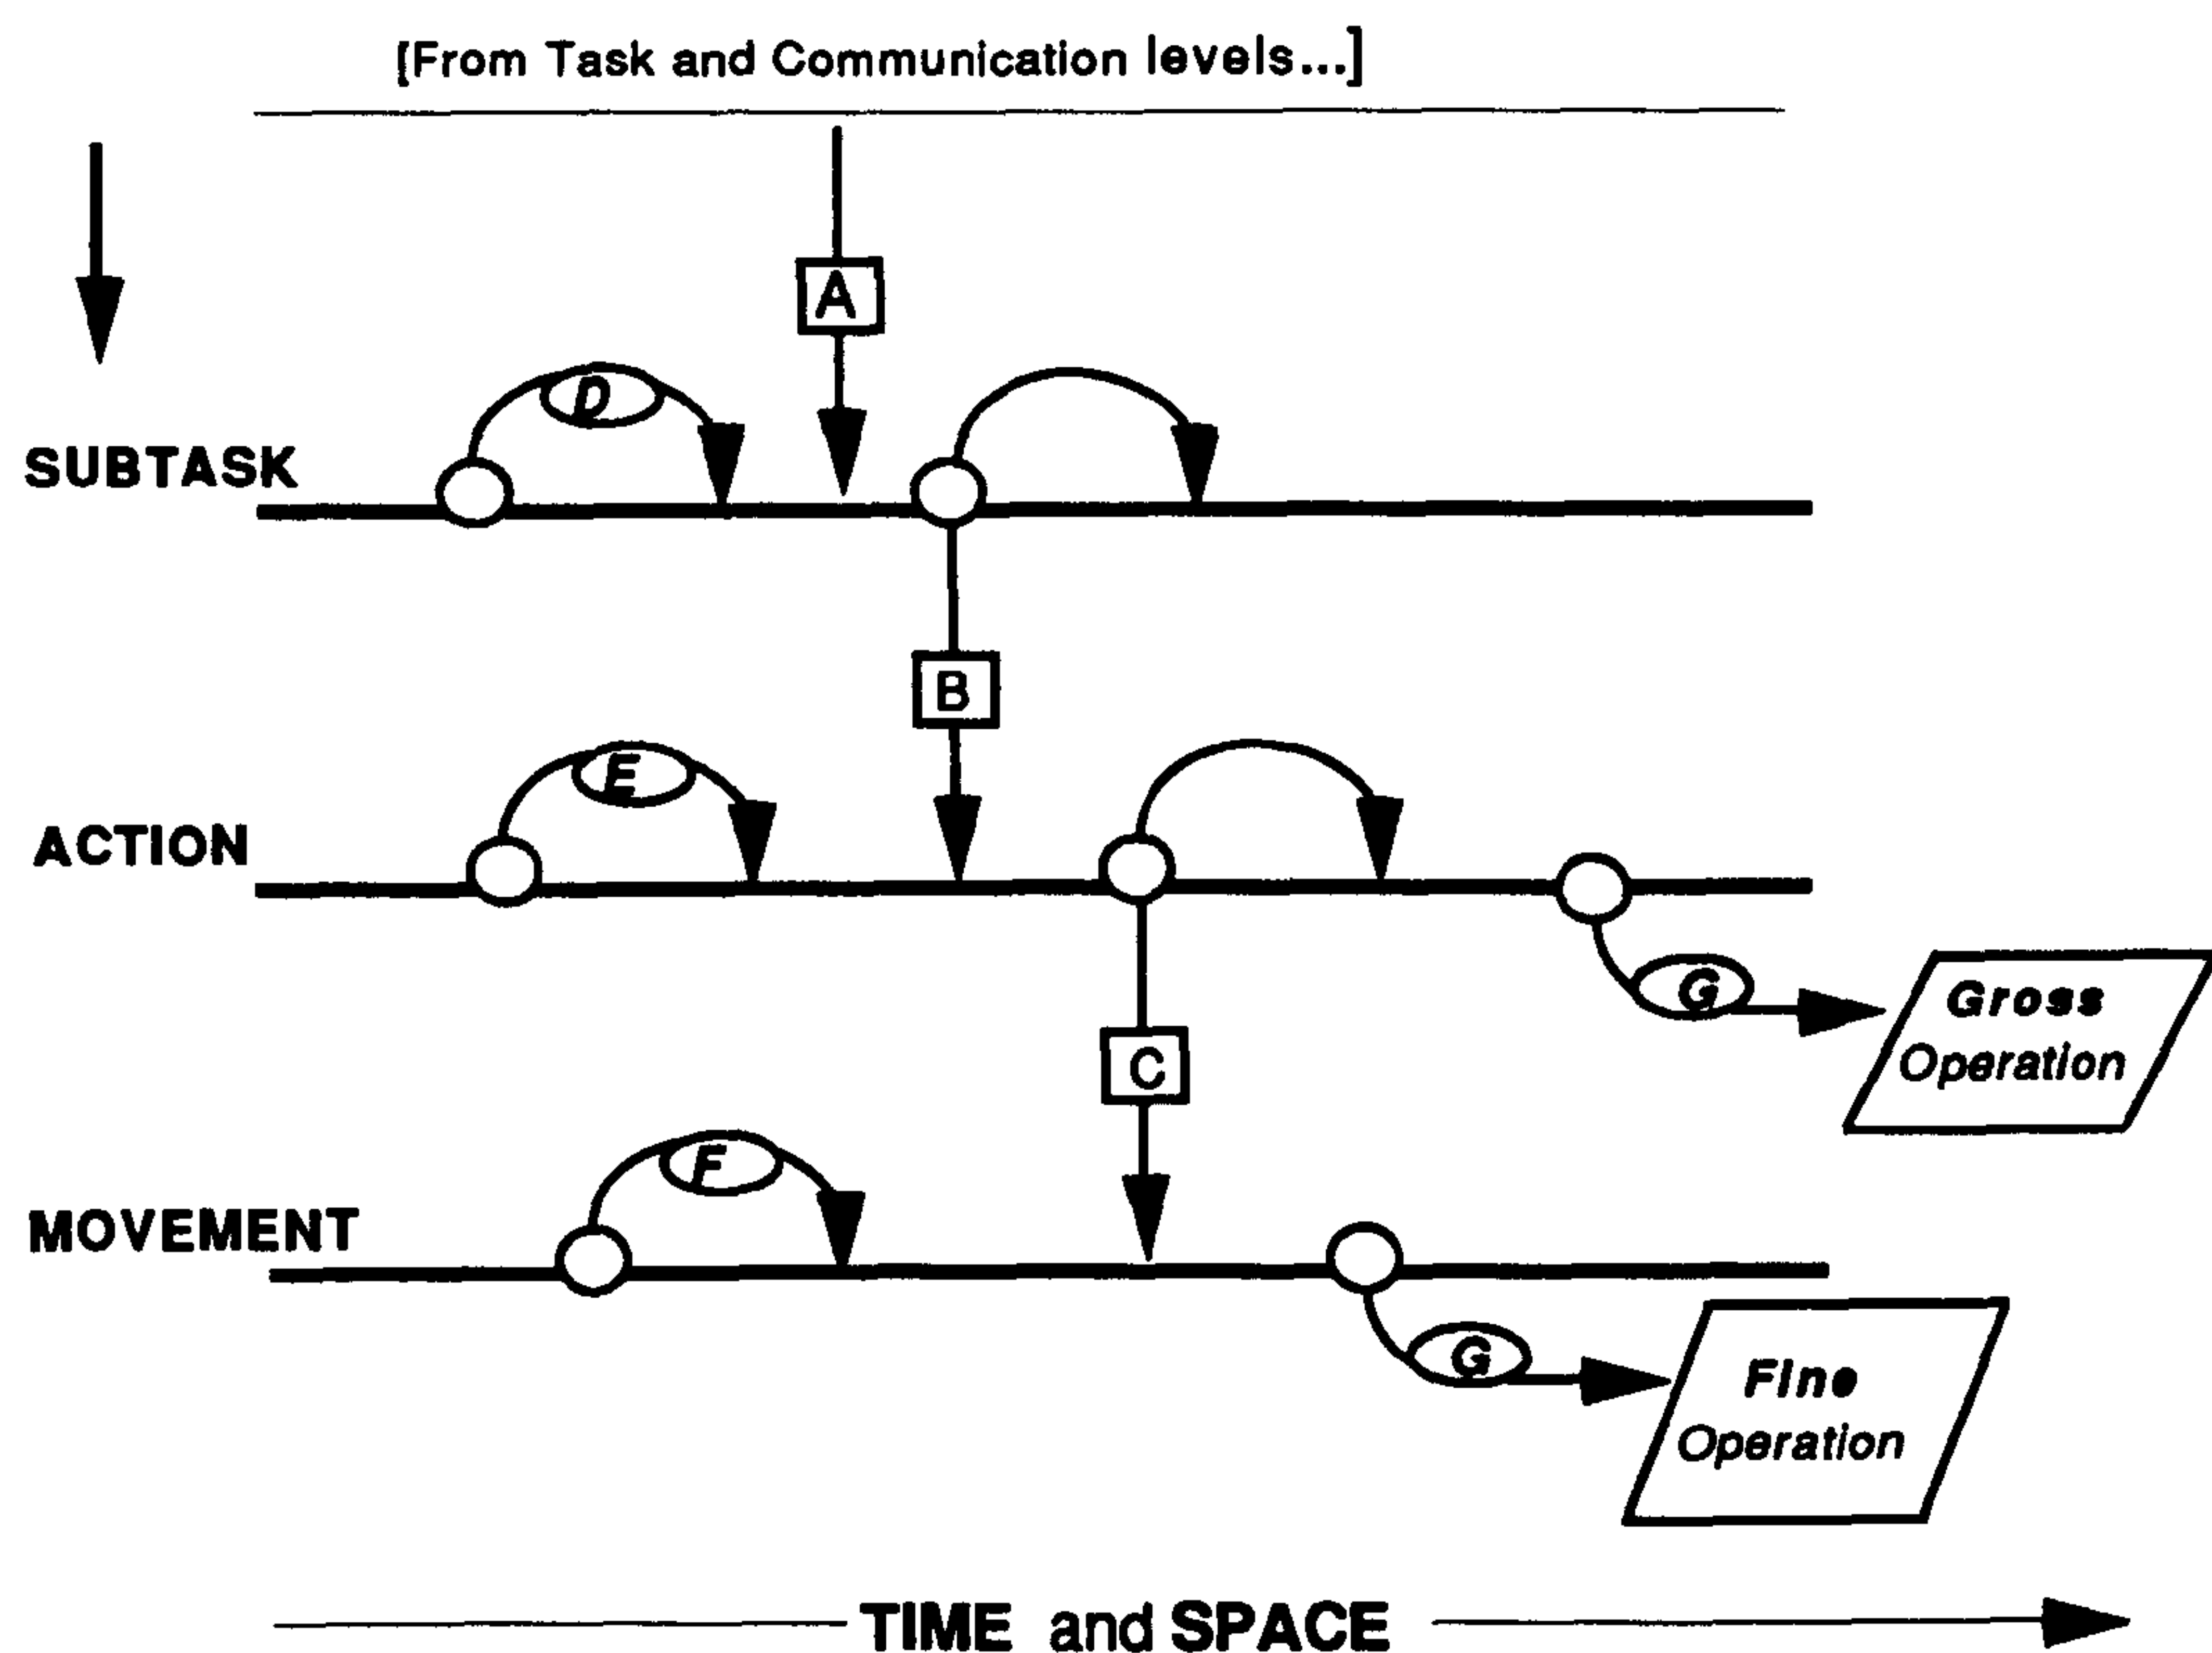 [From Task and Communication levels...]
A
D
SUBTASK
B
E
ACTION
G
Gross
Operation
C
F
MOVEMENT
G
Fine
Operation
TIME and SPACE